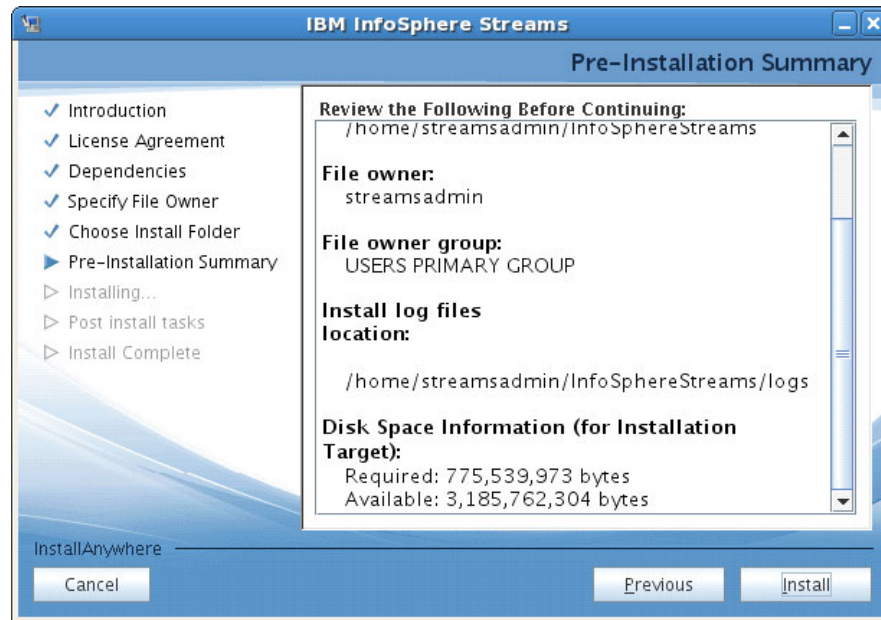 IBM InfoSphere Streams
Pre-Installation Summary
Introduction
License Agreement
Dependencies
Specify File Owner
Choose Install Folder
Pre-Installation Summary
Installing...
Post install tasks
Install Complete
Review the Following Before Continuing:
/home/streamsadmin/InfoSphereStreams
File owner:
streamsadmin
File owner group:
USERS PRIMARY GROUP
Install log files
location:
/home/streamsadmin/InfoSphereStreams/logs
Disk Space Information (for Installation
Target):
Required: 775,539,973 bytes
Available: 3,185,762,304 bytes
InstallAnywhere
Cancel
Previous
Install